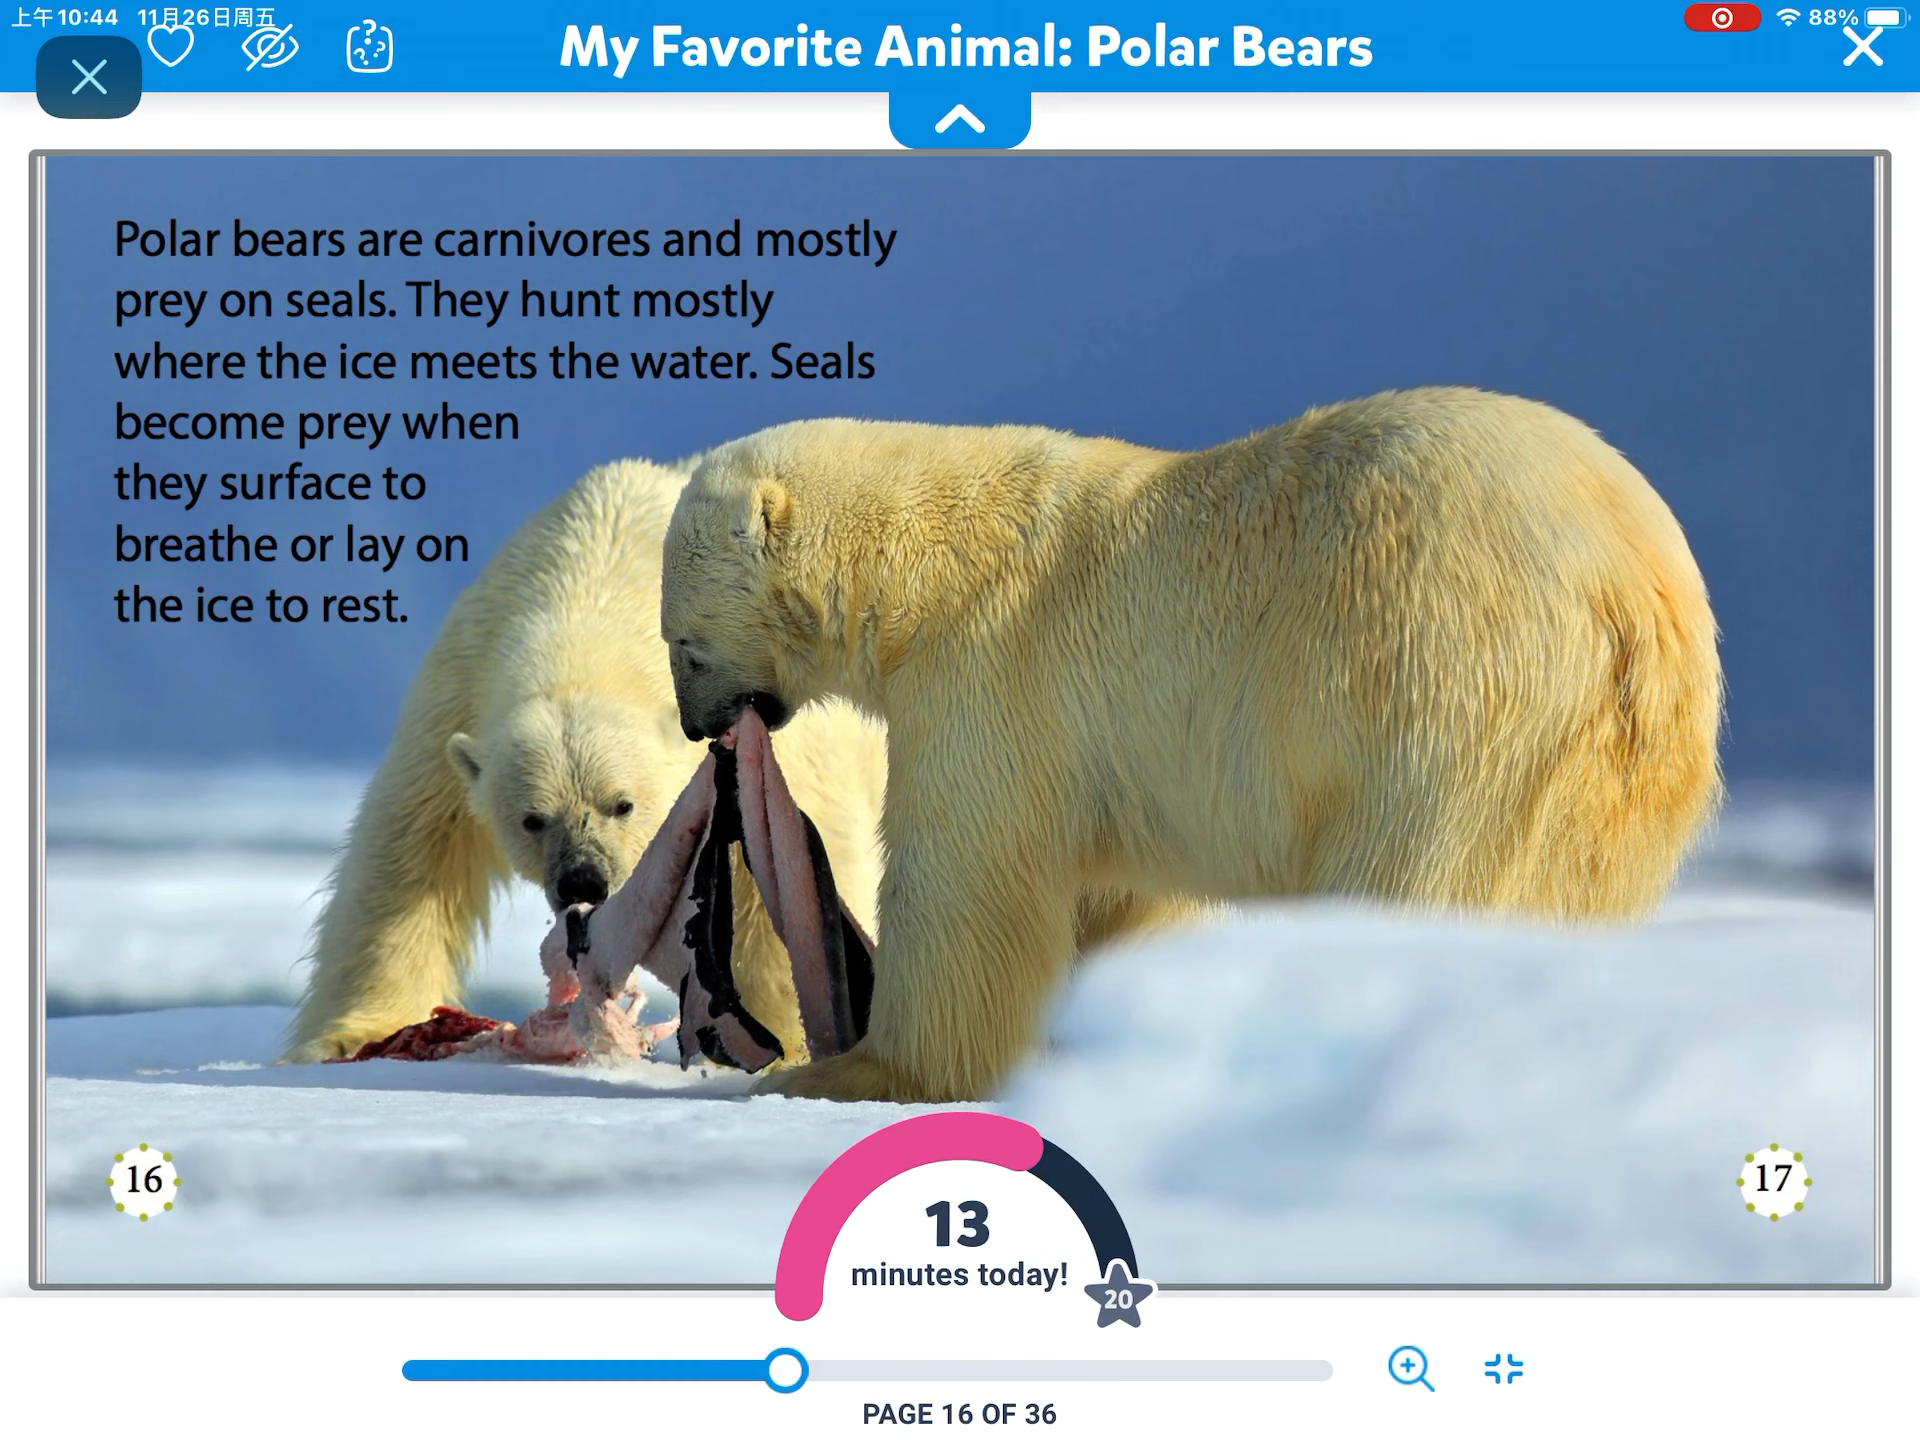 上午10:44 11月26日周五
88%
My Favorite Animal: Polar Bears
Polar bears are carnivores and mostly
prey on seals. They hunt mostly
where the ice meets the water. Seals
become prey when
they surface to
breathe or lay on
the ice to rest.
16
17
13
minutes today!
20
PAGE 16 OF 36